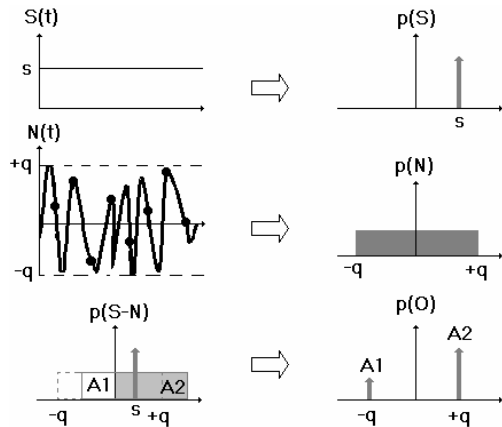 S(t)
p(S)
s
s
N(t)
+q
p(N)
-q
-q
+q
p(S-N)
p(O)
A1
A2
A1
A2
-q
s
+q
-q
+q